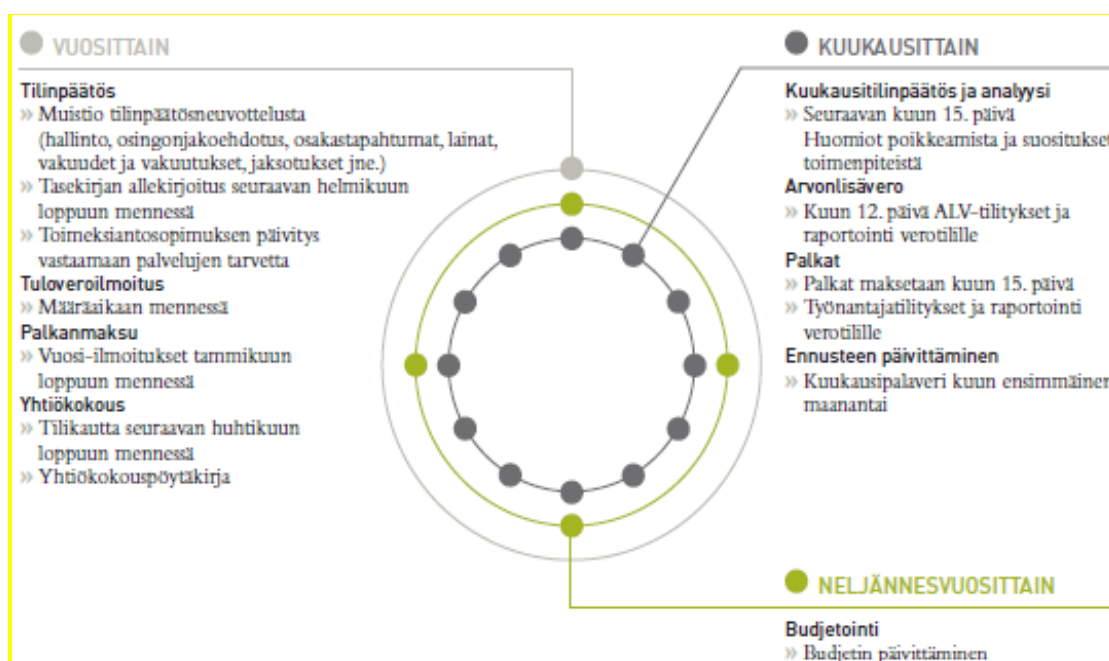 VUOSITTAIN
Tilinpäätös
» Muistio tilinpäätösneuvottelusta
(hallinto, osingonjakoehdotus, osakastapahtumat, lainat,
vakuudet ja vakuutukset, jaksotukset jne.)
» Tasekirjan allekirjoitus seuraavan helmikuun
loppuun mennessä
» Toimeksiantosopimuksen päivitys
vastaamaan palvelujen tarvetta
Tuloveroilmoitus
» Määräaikaan mennessä
Palkanmaksu
» Vuosi-ilmoitukset tammikuun
loppuun mennessä
Yhtiökokous
» Tilikautta seuraavan huhtikuun
loppuun mennessä
» Yhtiökokouspöytäkirja
KUUKAUSITTAIN
Kuukausitilinpäätös ja analyysi
» Seuraavan kuun 15. päivä
Huomiot poikkeamista ja suositukset
toimenpiteistä
Arvonlisävero
» Kuun 12. päivä ALV-tilitykset ja
raportointi verotilille
Palkat
» Palkat maksetaan kuun 15. päivä
» Työnantajatilitykset ja raportointi
verotilille
Ennusteen päivittäminen
» Kuukausipalaveri kuun ensimmäinen
maanantai
NELJÄNNESVUOSITTAIN
Budjetointi
» Budjetin päivittäminen